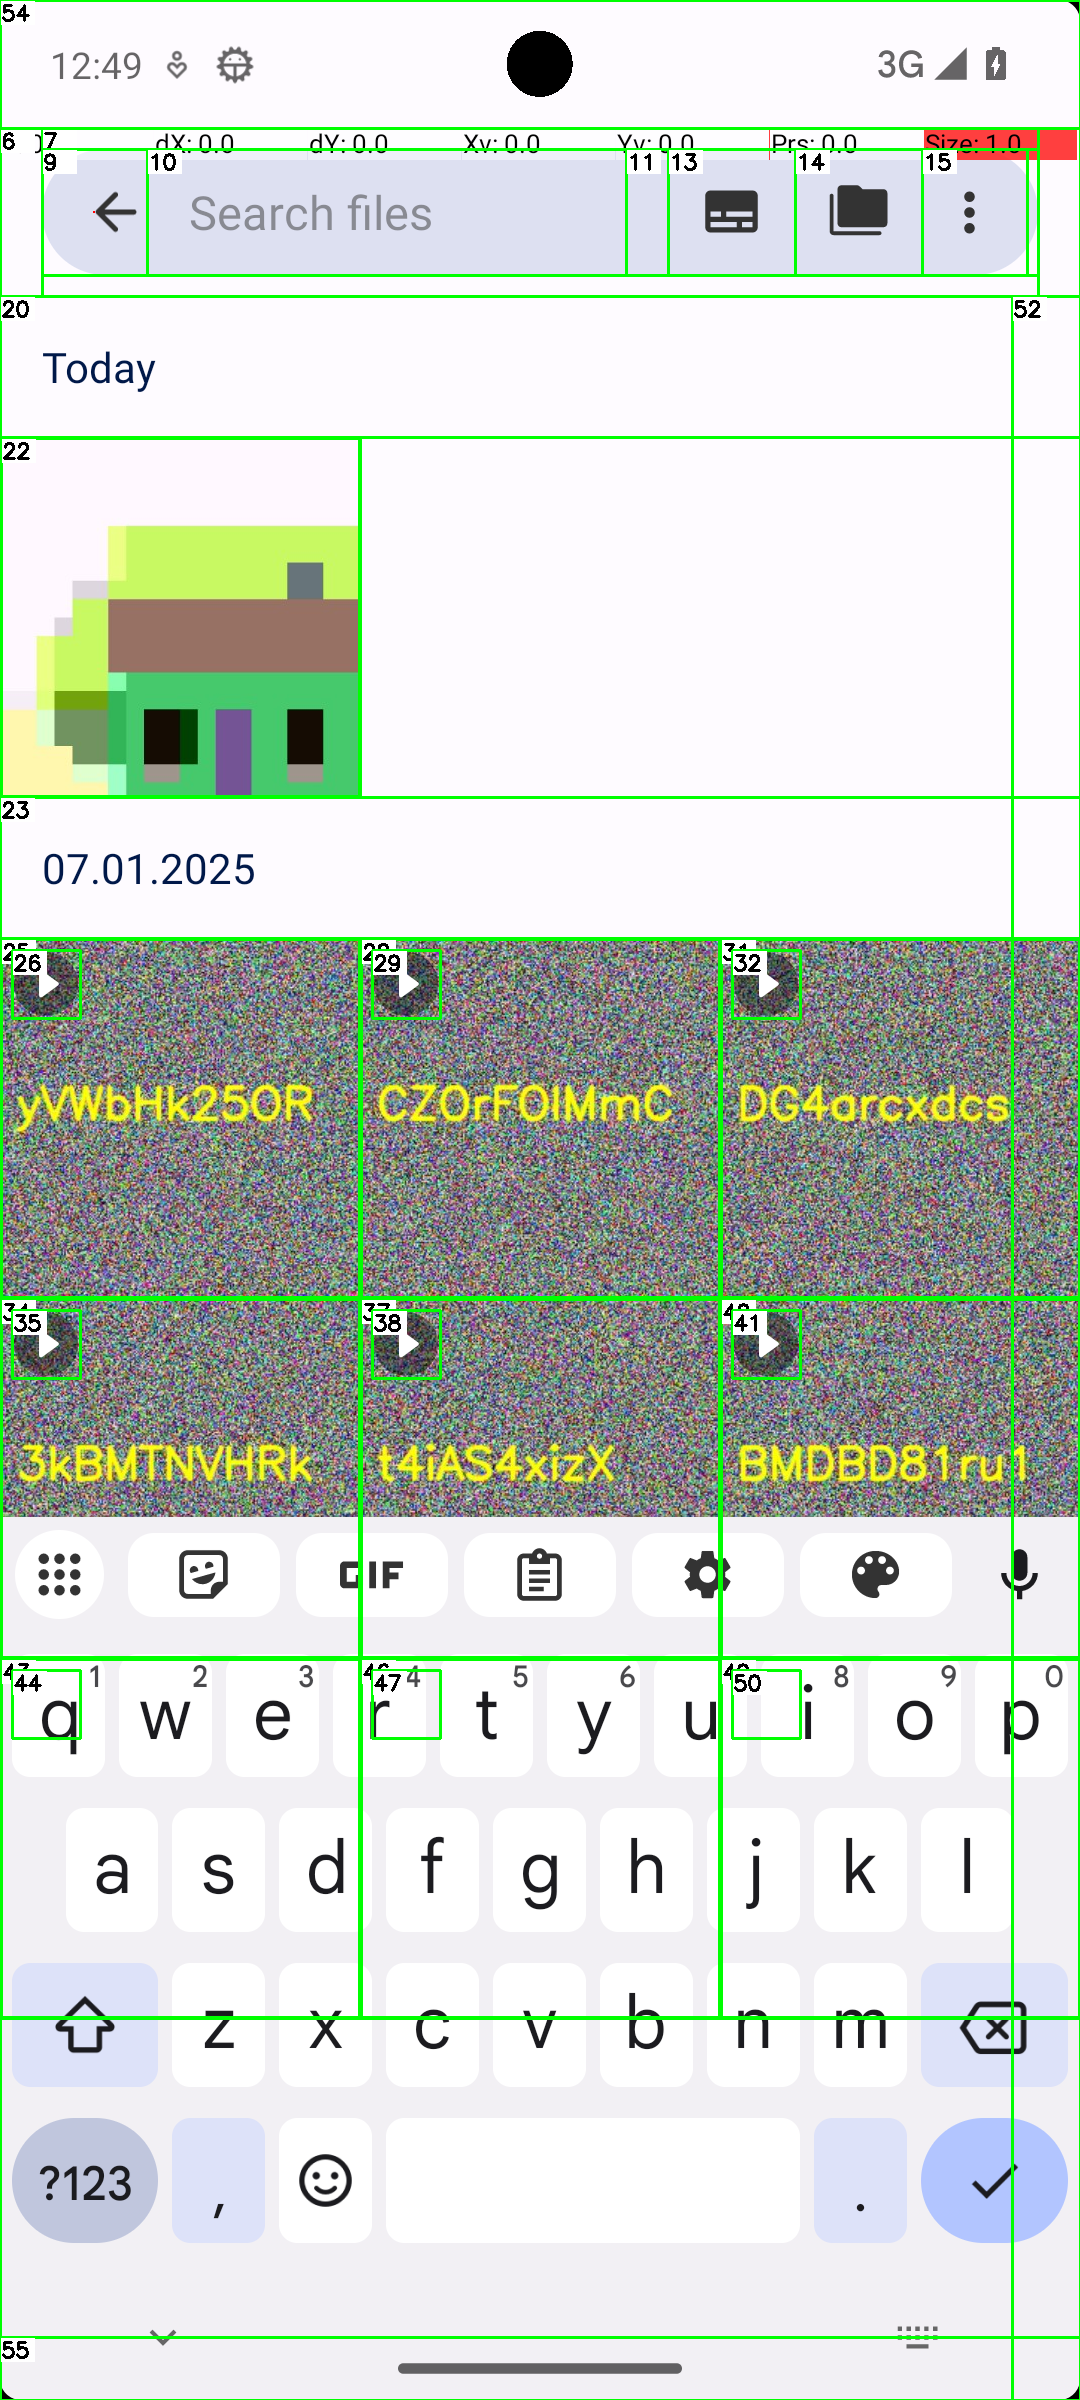 54
12:49 3G
6 7 dX: 0.0 dY: 0.0 Xv: 0.0 Yv: 0.0 Prs: 0.0 Size: 1.0
9 10 11 13 14 15
Search files
20 52
Today
22
23
07.01.2025
26 29 32
yWbHk25OR CZOrFOIMmC DG4arcxdcs
35 38 41
3kBMTNVHRk t4iAS4xizX BMDBD81ru1
GIF
44 47 50
1 2 3 4 5 6 8 9 0
q w e r t y u i o p
a s d f g h j k l
z x c v b n m
?123 , .
55